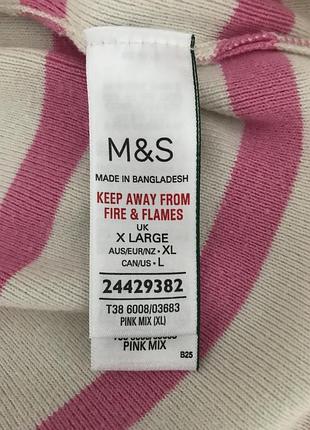 M&S
MADE IN BANGLADESH
KEEP AWAY FROM
FIRE & FLAMES
UK
X LARGE
AUS/EUR/NZ • XL
CAN/US • L
24429382
T38 6008/03683
PINK MIX (XL)
PINK MIX
B25